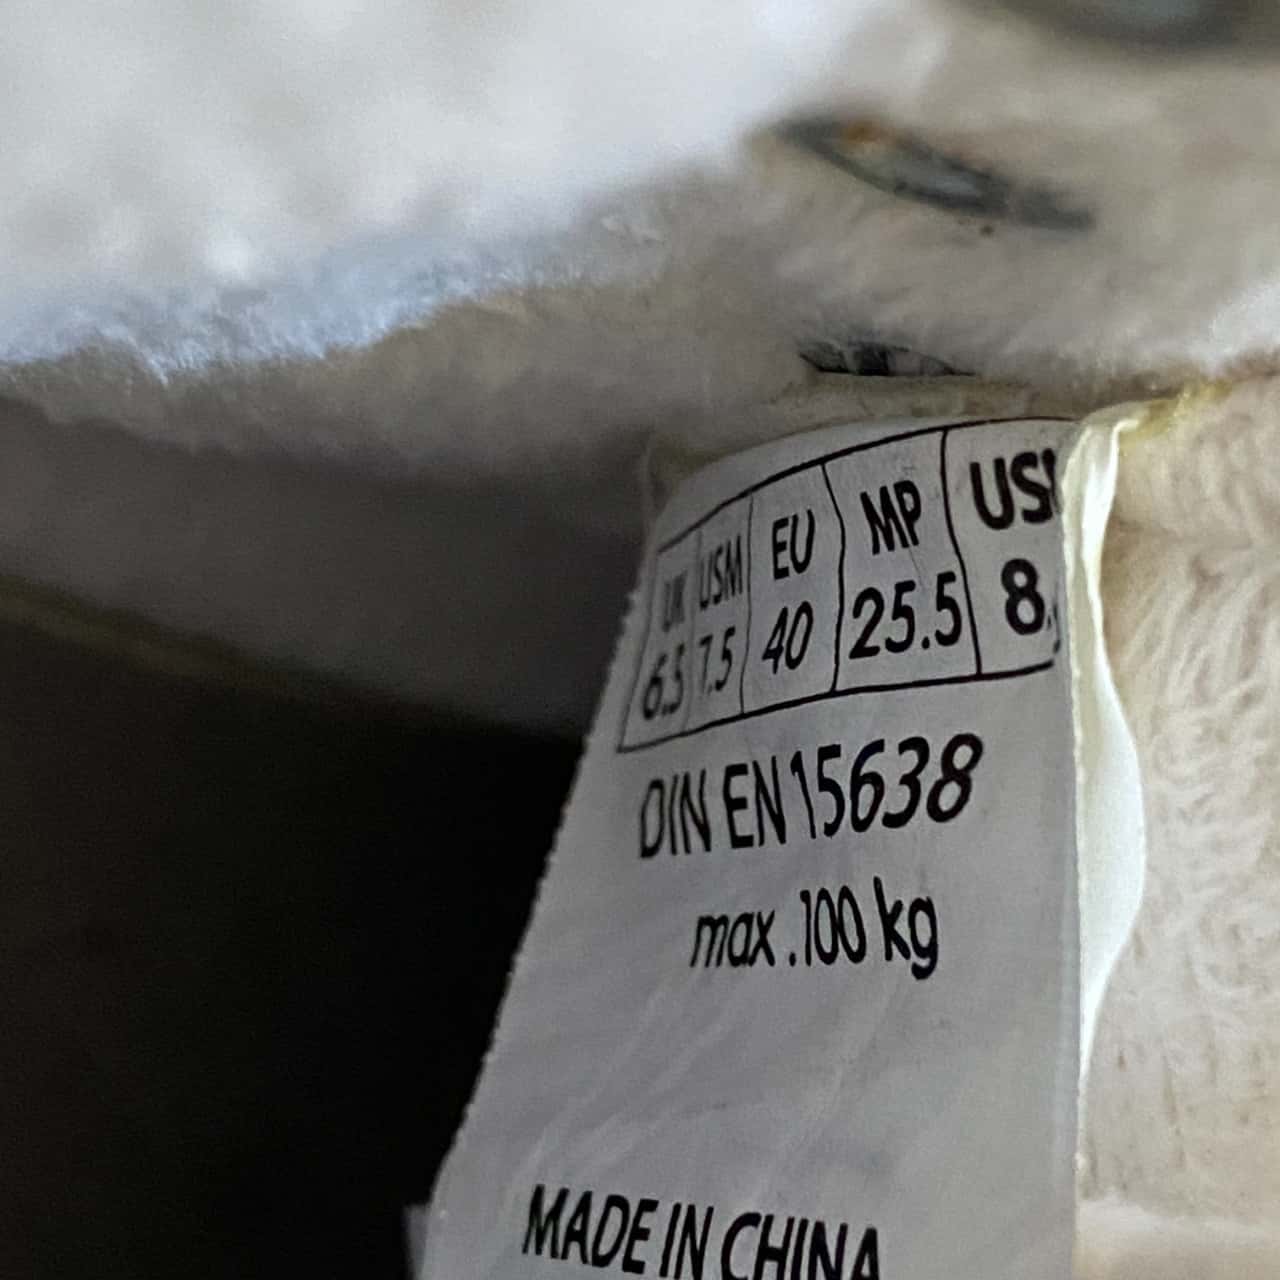 UK USM EU MP
6.5 7.5 40 25.5 8.
DIN EN 15638
max .100 kg
MADE IN CHINA